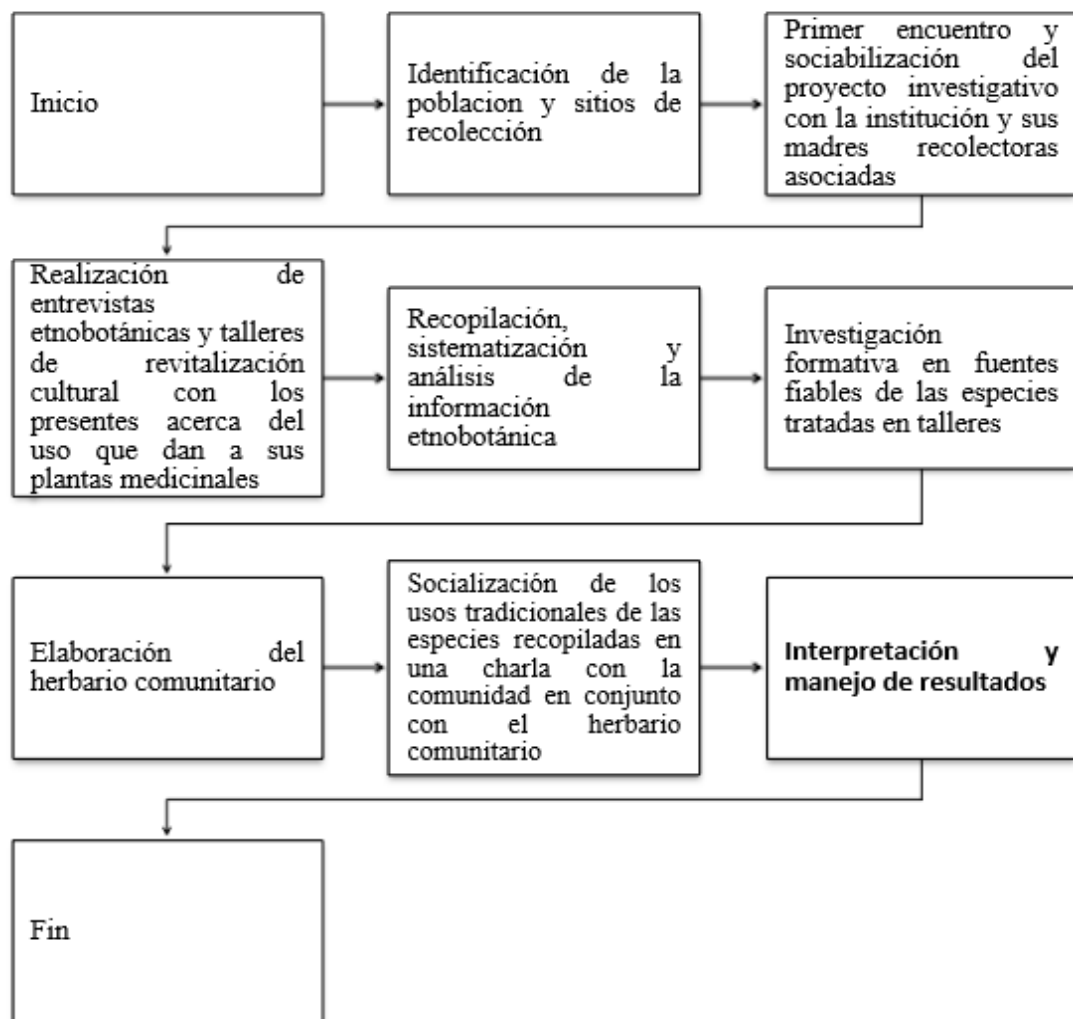 Inicio
Identificación de la
poblacion y sitios de
recolección
Primer encuentro y
sociabilización del
proyecto investigativo
con la institución y sus
madres recolectoras
asociadas
Realización de
entrevistas
etnobotánicas y talleres
de revitalización
cultural con los
presentes acerca del
uso que dan a sus
plantas medicinales
Recopilación,
sistematización y
análisis de la
información
etnobotánica
Investigación
formativa en fuentes
fiables de las especies
tratadas en talleres
Elaboración del
herbario comunitario
Socialización de los
usos tradicionales de las
especies recopiladas en
una charla con la
comunidad en conjunto
con el herbario
comunitario
Interpretación y
manejo de resultados
Fin